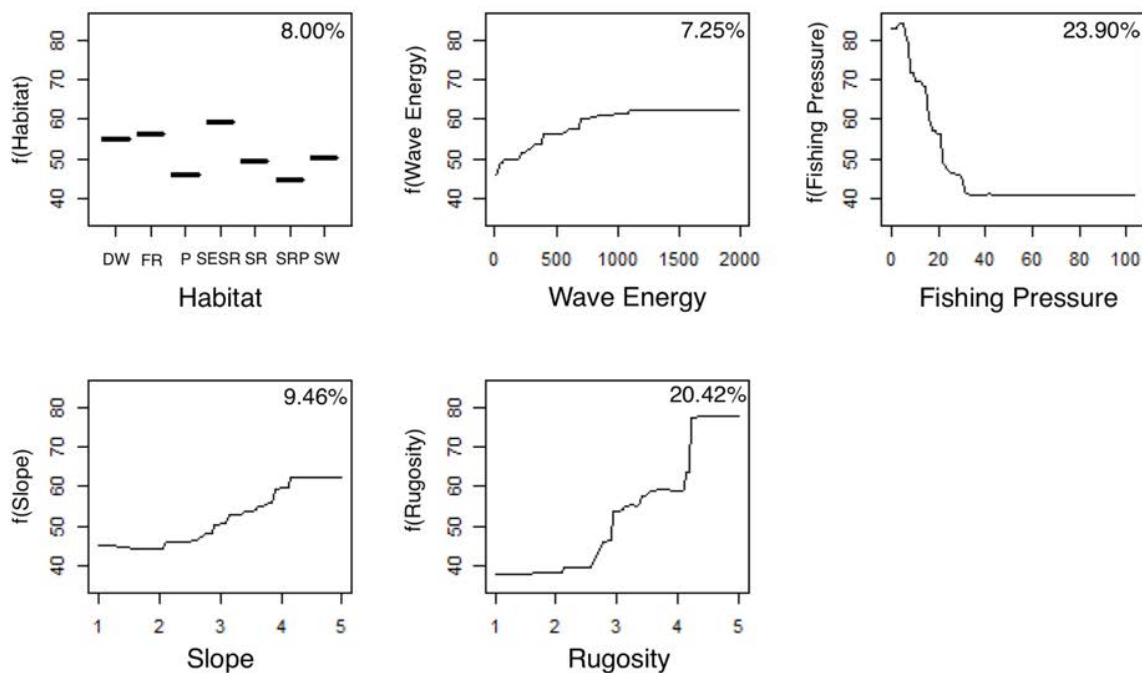 f(Habitat)
80
70
60
50
40
8.00%
DW FR P SESR SR SRP SW
Habitat
f(Wave Energy)
80
70
60
50
40
7.25%
0 500 1000 1500 2000
Wave Energy
f(Fishing Pressure)
80
70
60
50
40
23.90%
0 20 40 60 80 100
Fishing Pressure
f(Slope)
80
70
60
50
40
9.46%
1 2 3 4 5
Slope
f(Rugosity)
80
70
60
50
40
20.42%
1 2 3 4 5
Rugosity